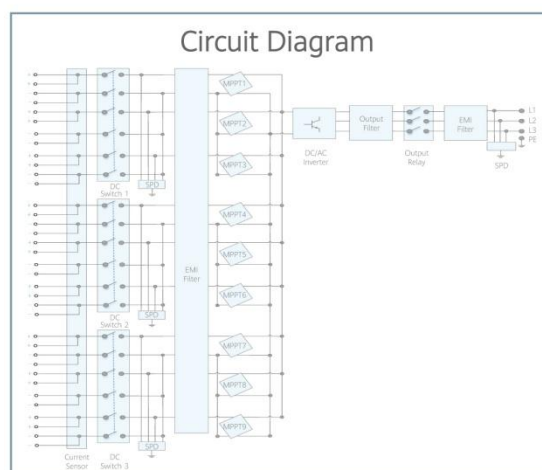 Circuit Diagram
MPPT1
MPPT2
MPPT3
SPD
DC
Switch 1
MPPT4
MPPT5
MPPT6
SPD
DC
Switch 2
EMI
Filter
MPPT7
MPPT8
MPPT9
SPD
Current
Sensor
DC
Switch 3
DC/AC
inverter
Output
Filter
Output
Relay
EMI
Filter
L1
L2
L3
PE
SPD